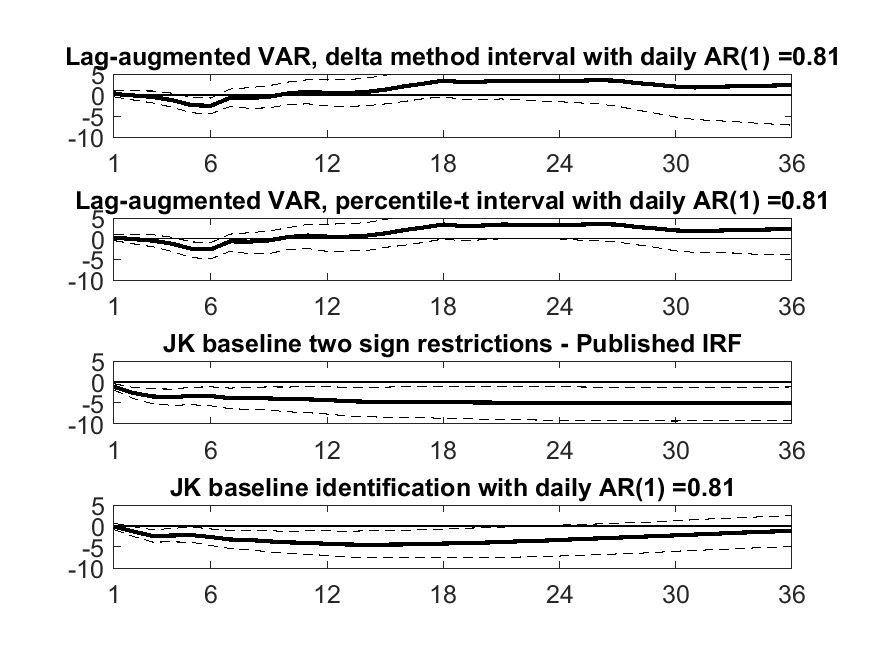 Lag-augmented VAR, delta method interval with daily AR(1) =0.81
5
0
-5
-10
1 6 12 18 24 30 36
Lag-augmented VAR, percentile-t interval with daily AR(1) =0.81
5
0
-5
-10
1 6 12 18 24 30 36
JK baseline two sign restrictions - Published IRF
5
0
-5
-10
1 6 12 18 24 30 36
JK baseline identification with daily AR(1) =0.81
5
0
-5
-10
1 6 12 18 24 30 36